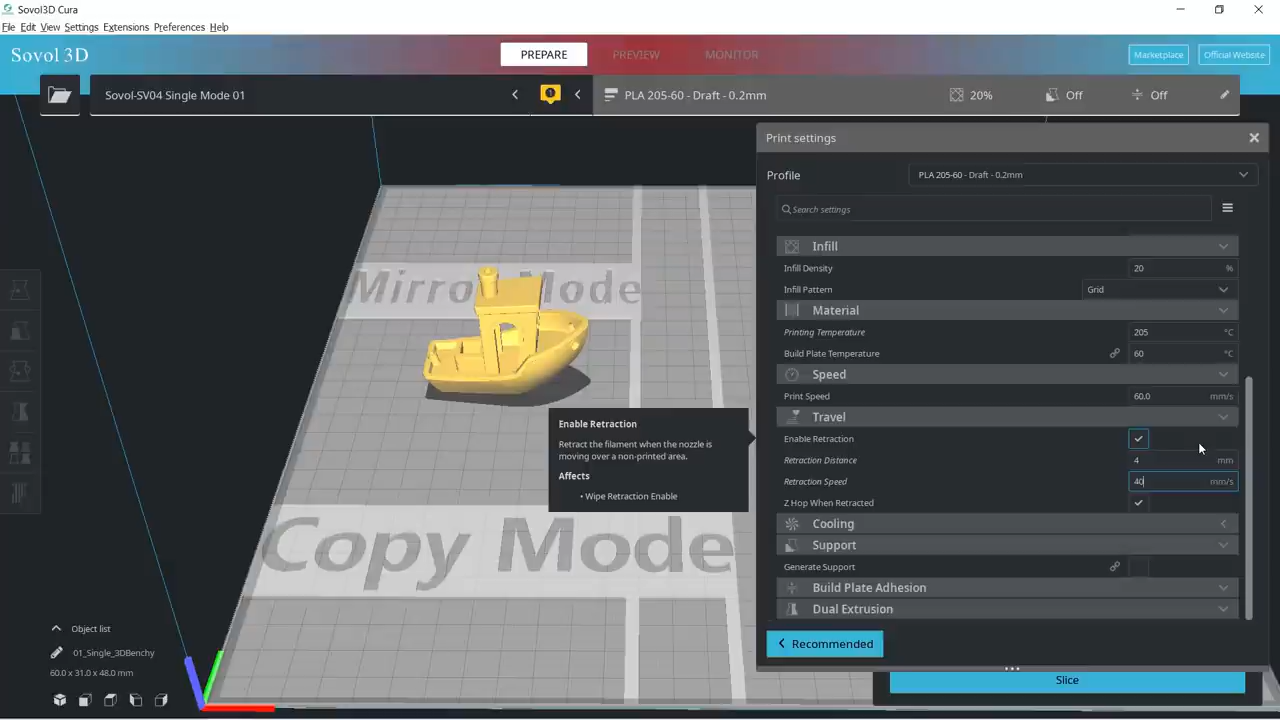 Sovol3D Cura
File Edit View Settings Extensions Preferences Help
Sovol 3D
PREPARE
PREVIEW
MONITOR
Marketplace
Official Website
Sovol-SV04 Single Mode 01
PLA 205-60 - Draft - 0.2mm
20%
Off
Off
Print settings
Profile
PLA 205-60 - Draft - 0.2mm
Search settings
Infill
Infill Density 20 %
Infill Pattern Grid
Material
Printing Temperature 205 °C
Build Plate Temperature 60 °C
Speed
Print Speed 60.0 mm/s
Travel
Enable Retraction
Retraction Distance 4 mm
Retraction Speed 40 mm/s
Z Hop When Retracted
Cooling
Support
Generate Support
Build Plate Adhesion
Dual Extrusion
Recommended
Slice
Mirro Mode
Enable Retraction
Retract the filament when the nozzle is
moving over a non-printed area.
Affects
• Wipe Retraction Enable
Copy Mode
Object list
01_Single_3DBenchy
60.0 x 31.0 x 48.0 mm